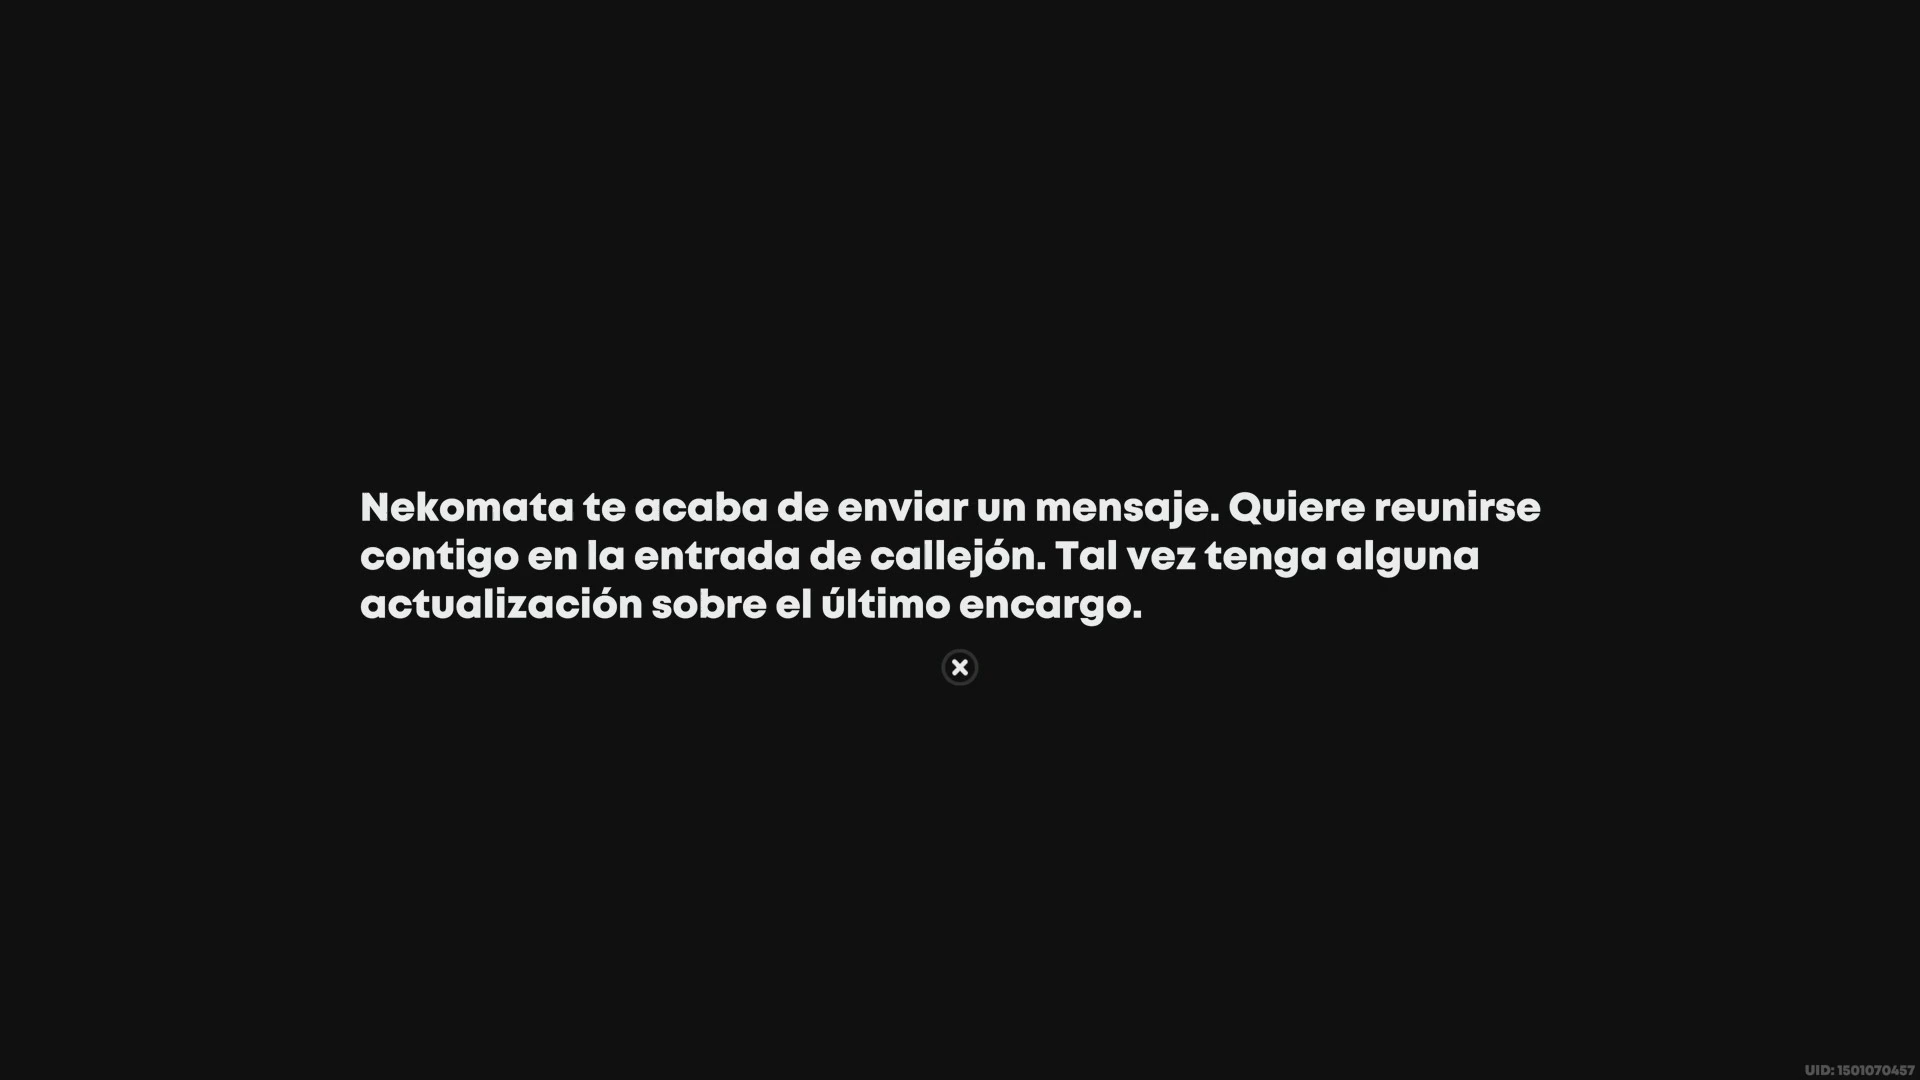 Nekomata te acaba de enviar un mensaje. Quiere reunirse
contigo en la entrada de callejón. Tal vez tenga alguna
actualización sobre el último encargo.
UID: 1501070457